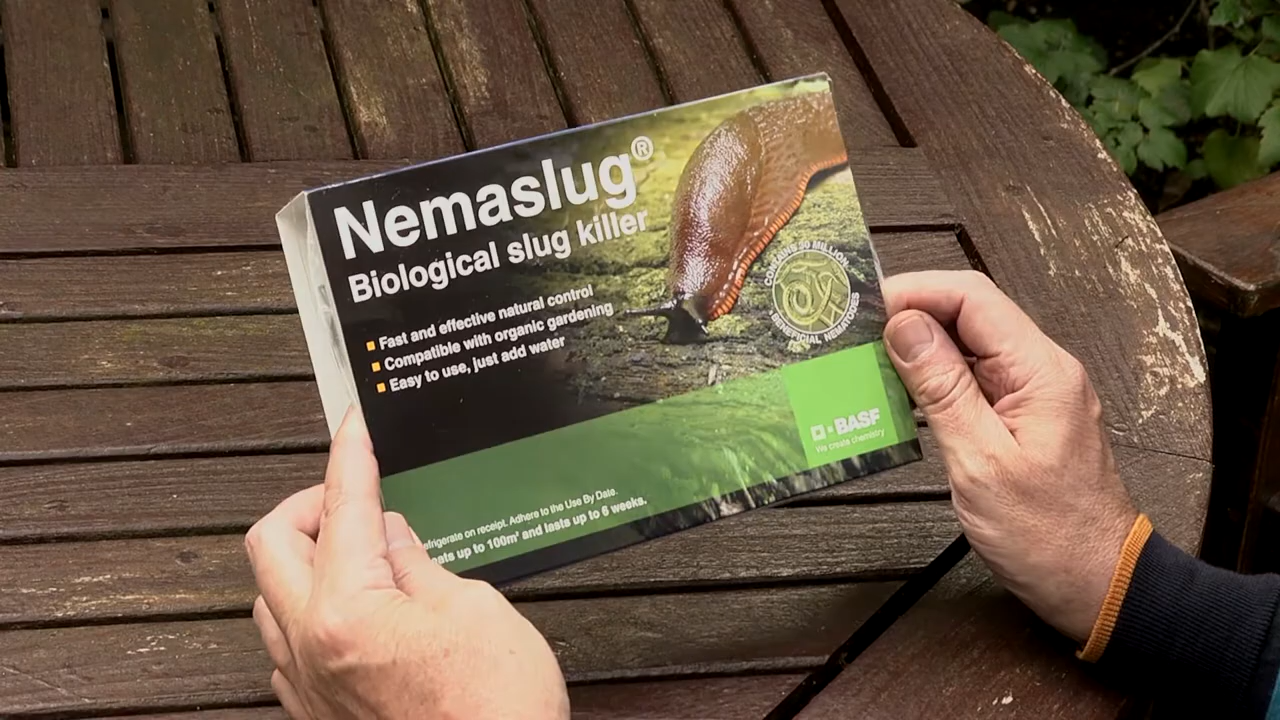 Nemaslug®
Biological slug killer
Fast and effective natural control
Compatible with organic gardening
Easy to use, just add water
CONTAINS 30 MILLION
BENEFICIAL NEMATODES
BASF
We create chemistry
efrigerate on receipt. Adhere to the Use By Date.
eats up to 100m² and lasts up to 6 weeks.